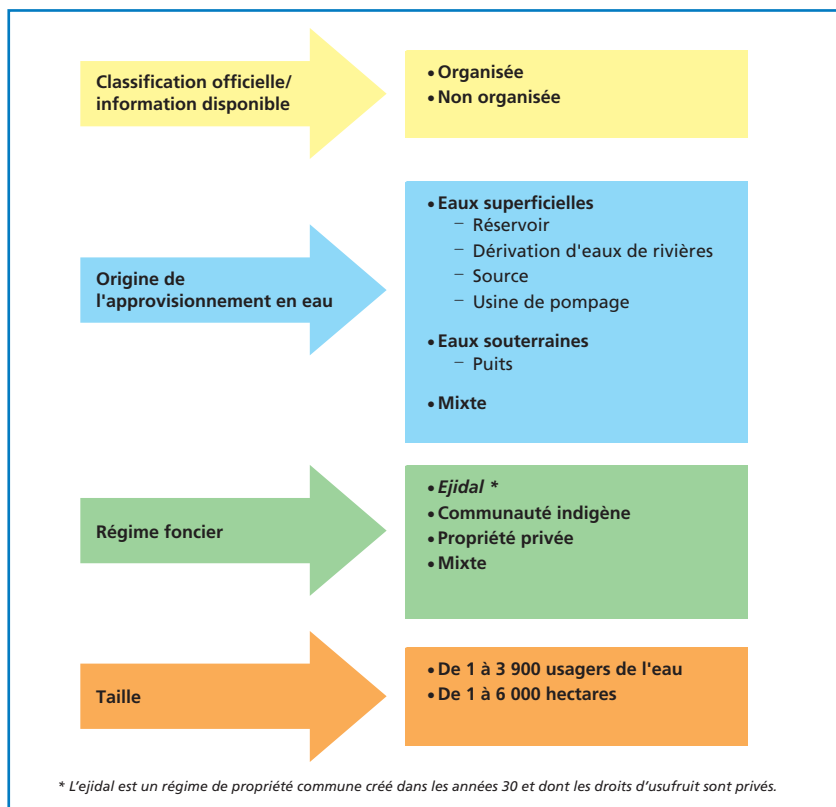 Classification officielle/
information disponible
• Organisée
• Non organisée
Origine de
l'approvisionnement en eau
• Eaux superficielles
– Réservoir
– Dérivation d'eaux de rivières
– Source
– Usine de pompage
• Eaux souterraines
– Puits
• Mixte
Régime foncier
• Ejidal *
• Communauté indigène
• Propriété privée
• Mixte
Taille
• De 1 à 3 900 usagers de l'eau
• De 1 à 6 000 hectares
* L'ejidal est un régime de propriété commune créé dans les années 30 et dont les droits d'usufruit sont privés.